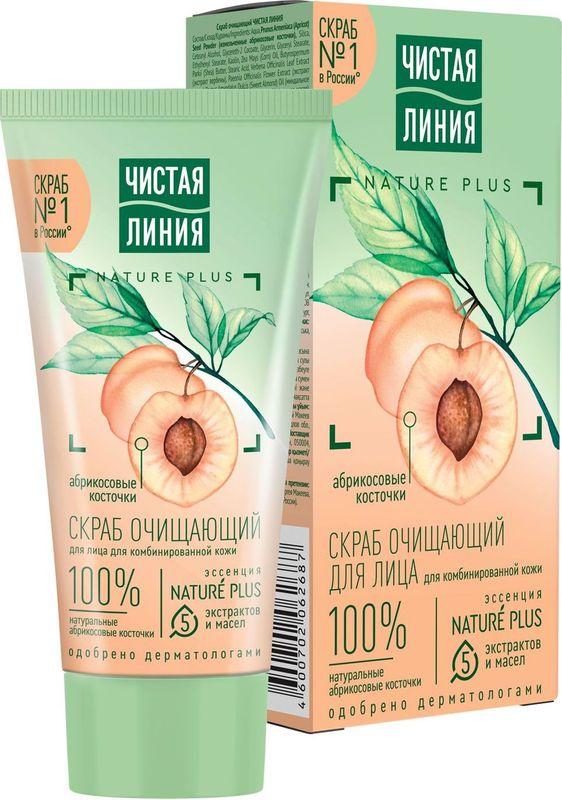 СКРАБ
№1
в России°
ЧИСТАЯ
ЛИНИЯ
NATURE PLUS
абрикосовые
косточки
СКРАБ ОЧИЩАЮЩИЙ
для лица для комбинированной кожи
100%
натуральные
абрикосовые косточки
эссенция
NATURÉ PLUS
5
экстрактов
и масел
одобрено дерматологами
Скраб очищающий ЧИСТАЯ ЛИНИЯ
СКРАБ
№1
в России°
ЧИСТАЯ
ЛИНИЯ
NATURE PLUS
абрикосовые
косточки
СКРАБ ОЧИЩАЮЩИЙ
ДЛЯ ЛИЦА для комбинированной кожи
100%
натуральные
абрикосовые косточки
эссенция
NATURÉ PLUS
5
экстрактов
и масел
одобрено дерматологами
4600702062687